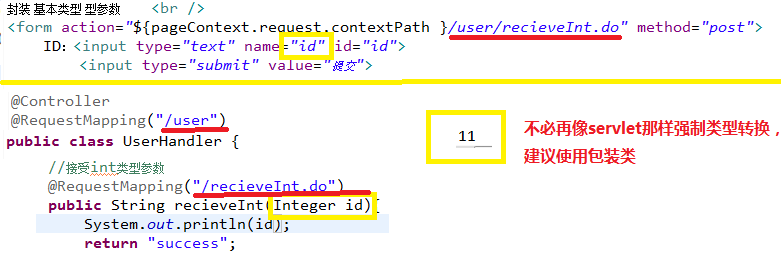 封装 基本类型 型参数 <br />
<form action="${pageContext.request.contextPath }/user/recieveInt.do" method="post">
ID：<input type="text" name="id" id="id">
<input type="submit" value="提交">
@Controller
@RequestMapping("/user")
public class UserHandler {
//接受int类型参数
@RequestMapping("/recieveInt.do")
public String recieveInt(Integer id){
System.out.println(id);
return "success";
11
不必再像servlet那样强制类型转换，
建议使用包装类